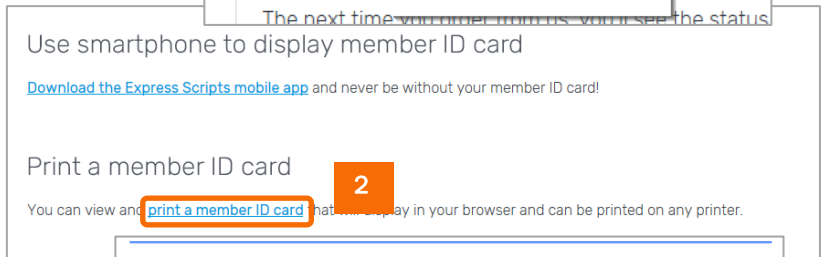 The next time you order from us, you'll see the status
Use smartphone to display member ID card
Download the Express Scripts mobile app and never be without your member ID card!
Print a member ID card
2
You can view and print a member ID card that will display in your browser and can be printed on any printer.